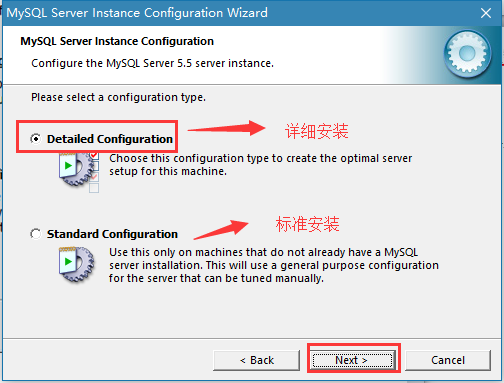 MySQL Server Instance Configuration Wizard
MySQL Server Instance Configuration
Configure the MySQL Server 5.5 server instance.
Please select a configuration type.
Detailed Configuration
详细安装
Choose this configuration type to create the optimal server
setup for this machine.
Standard Configuration
标准安装
Use this only on machines that do not already have a MySQL
server installation. This will use a general purpose configuration
for the server that can be tuned manually.
< Back
Next >
Cancel